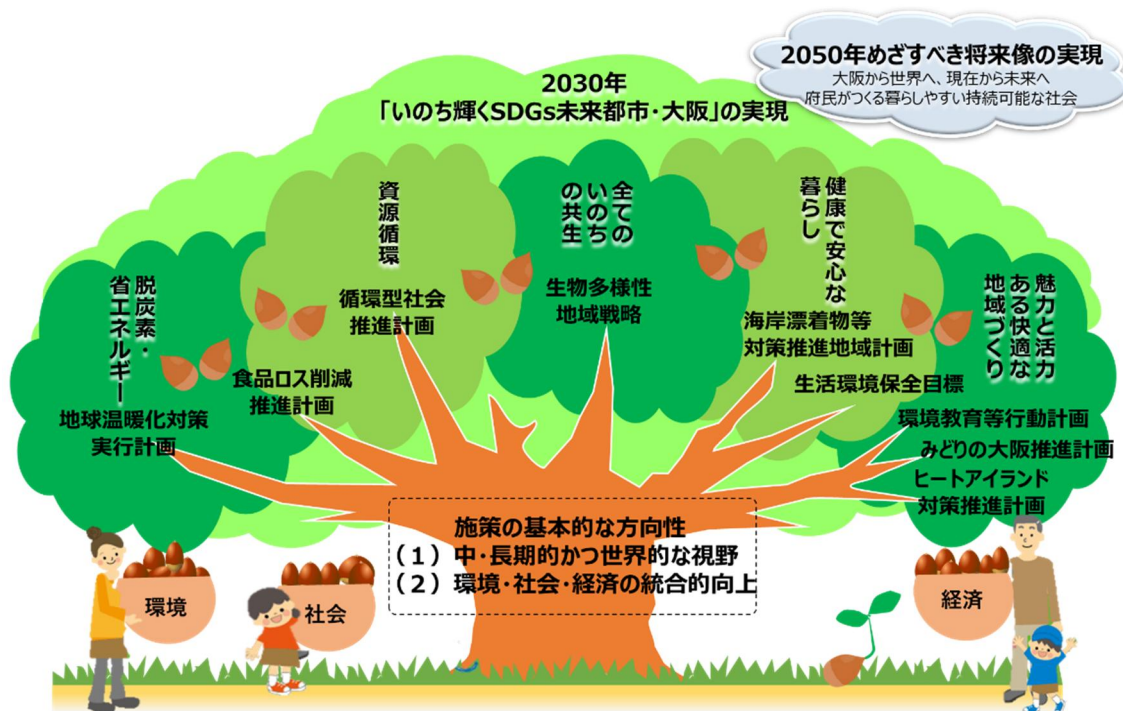 2050年めざすべき将来像の実現
大阪から世界へ、現在から未来へ
府民がつくる暮らしやすい持続可能な社会
2030年
「いのち輝くSDGs未来都市・大阪」の実現
脱炭素・
省エネルギー
地球温暖化対策
実行計画
資源循環
循環型社会
推進計画
食品ロス削減
推進計画
全ての
いのち
の共生
生物多様性
地域戦略
健康で安心な
暮らし
海岸漂着物等
対策推進地域計画
生活環境保全目標
魅力と活力
ある快適な
地域づくり
環境教育等行動計画
みどりの大阪推進計画
ヒートアイランド
対策推進計画
施策の基本的な方向性
（1）中・長期的かつ世界的な視野
（2）環境・社会・経済の統合的向上
環境
社会
経済